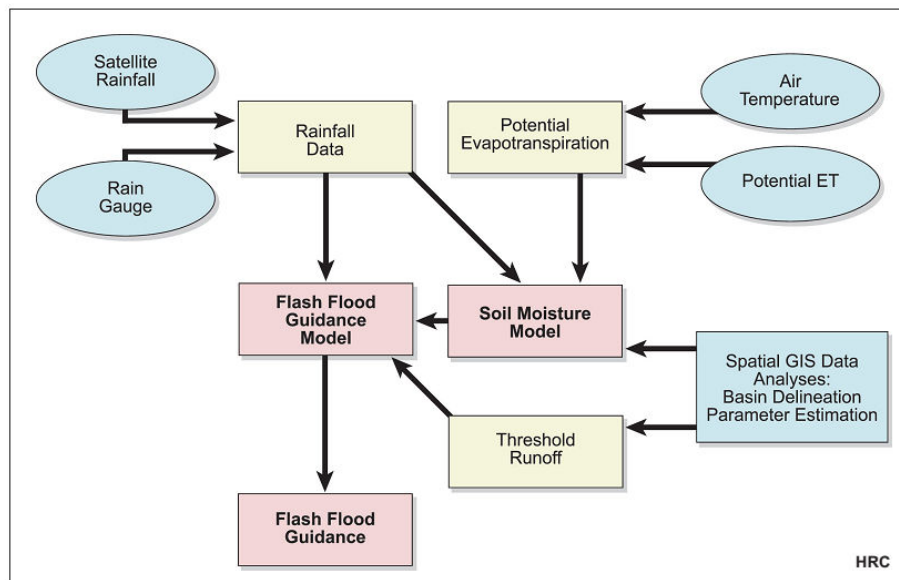 Satellite
Rainfall
Rain
Gauge
Rainfall
Data
Potential
Evapotranspiration
Air
Temperature
Potential ET
Flash Flood
Guidance
Model
Soil Moisture
Model
Spatial GIS Data
Analyses:
Basin Delineation
Parameter Estimation
Threshold
Runoff
Flash Flood
Guidance
HRC